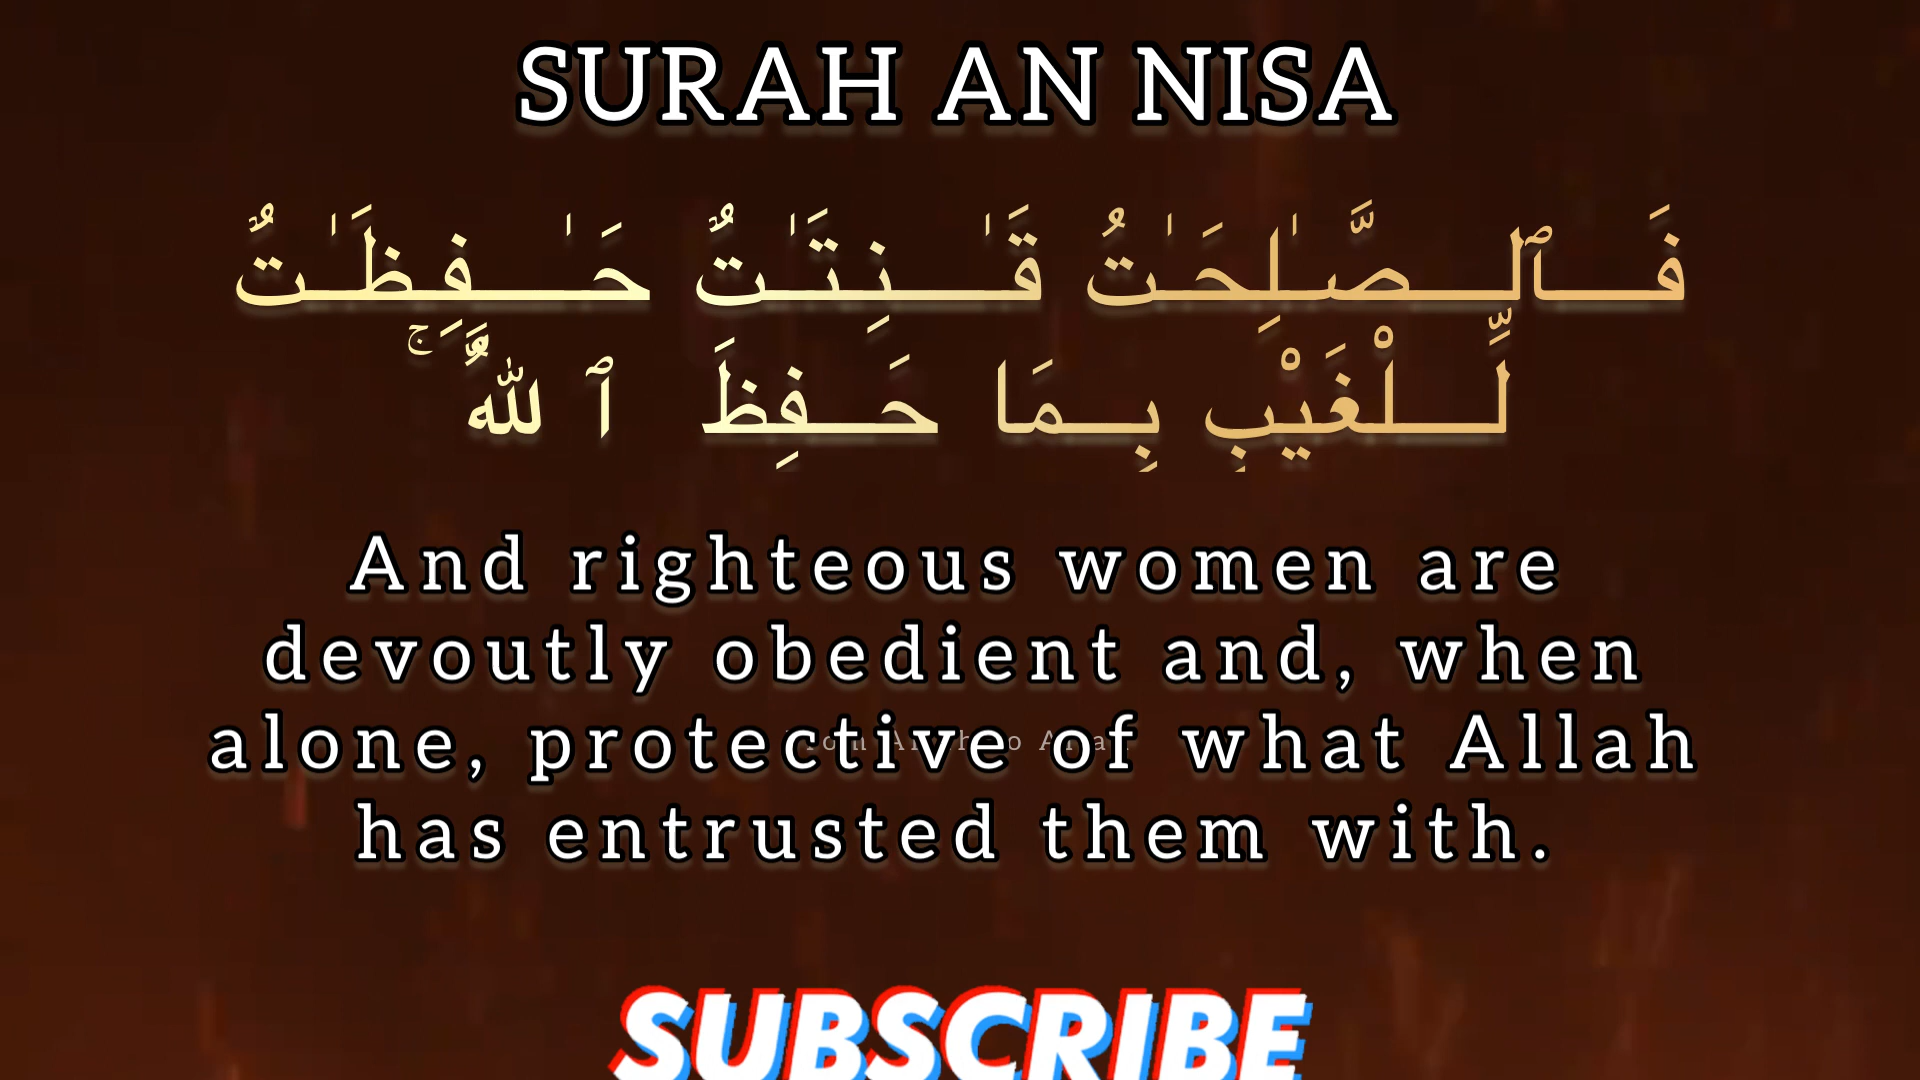 SURAH AN NISA
فَٱلصَّـٰلِحَـٰتُ قَـٰنِتَـٰتٌ حَـٰفِظَـٰتٌ
لِّلْغَيْبِ بِمَا حَفِظَ ٱللَّهُ ۚ
And righteous women are
devoutly obedient and, when
alone, protective of what Allah
has entrusted them with.
SUBSCRIBE